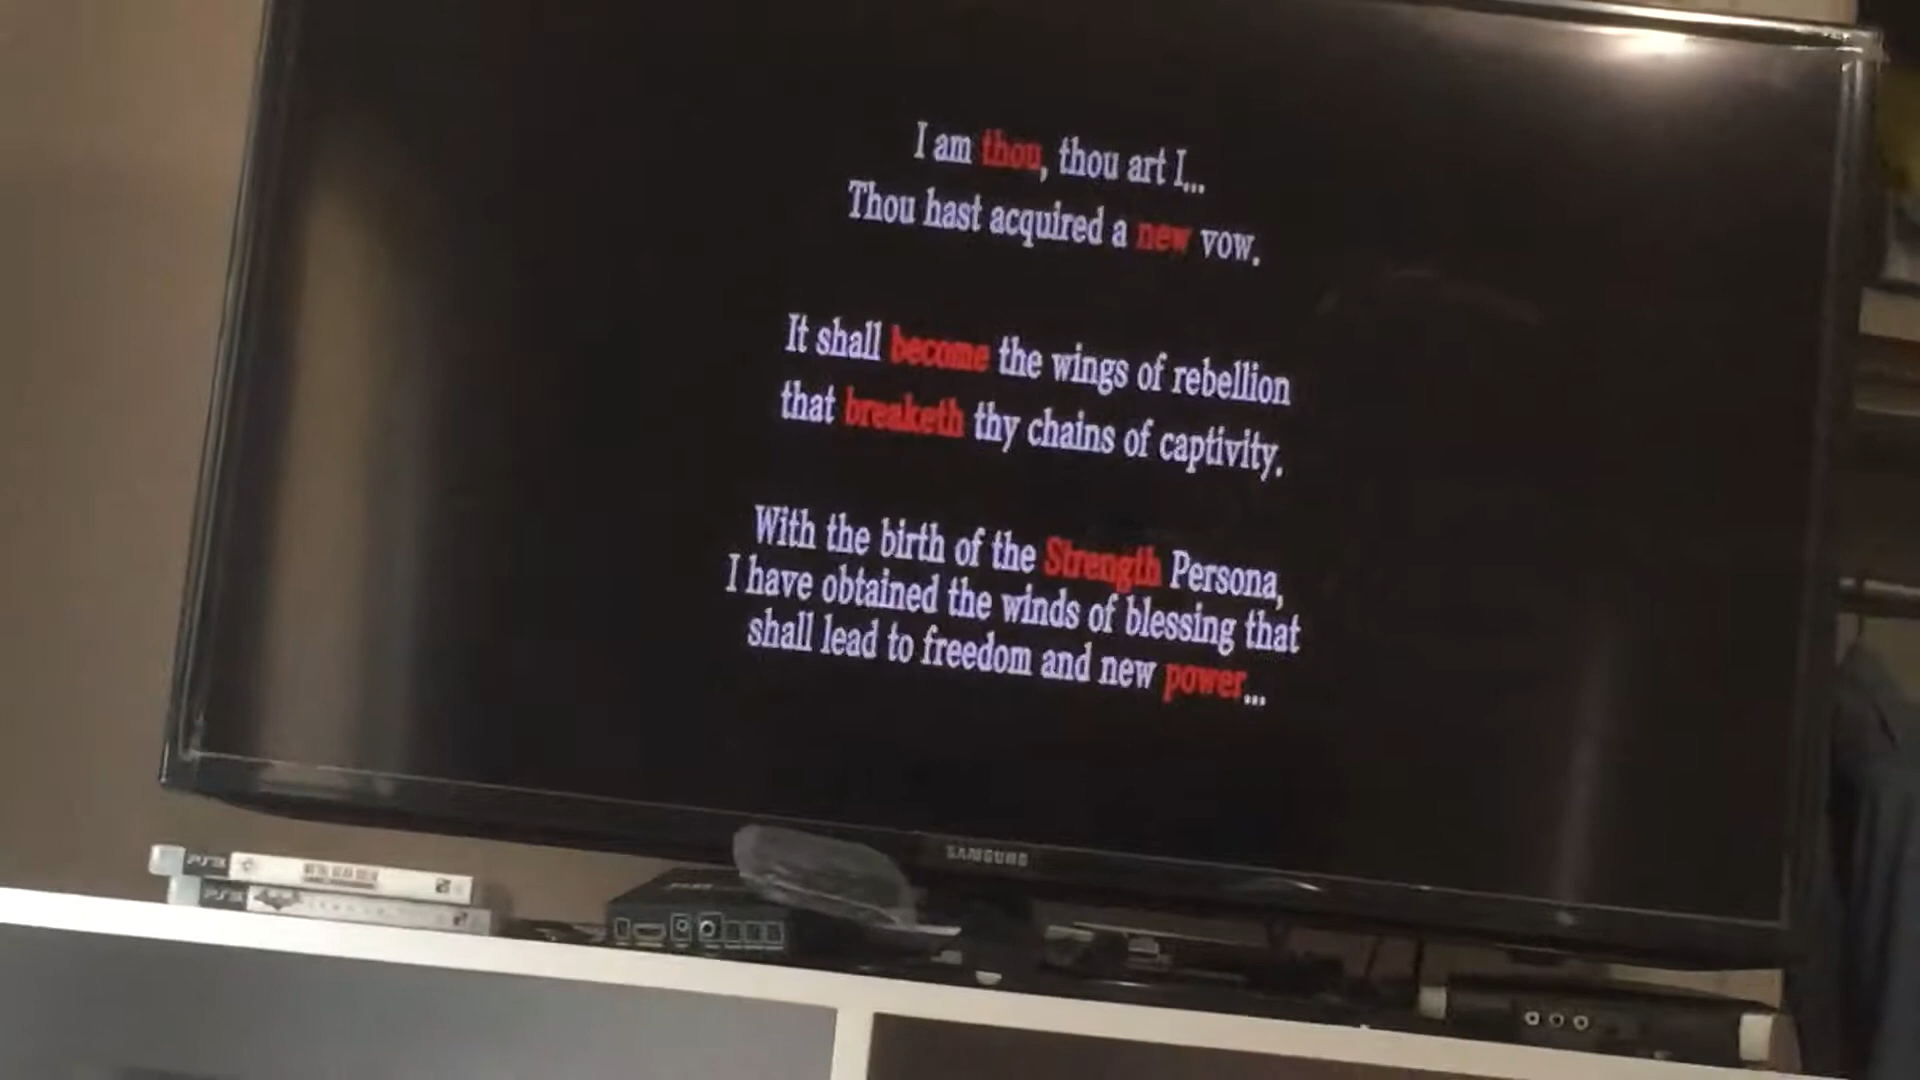 I am thou, thou art I...
Thou hast acquired a new vow.
It shall become the wings of rebellion
that breaketh thy chains of captivity.
With the birth of the Strength Persona,
I have obtained the winds of blessing that
shall lead to freedom and new power...
SAMSUNG
PS3
PS3